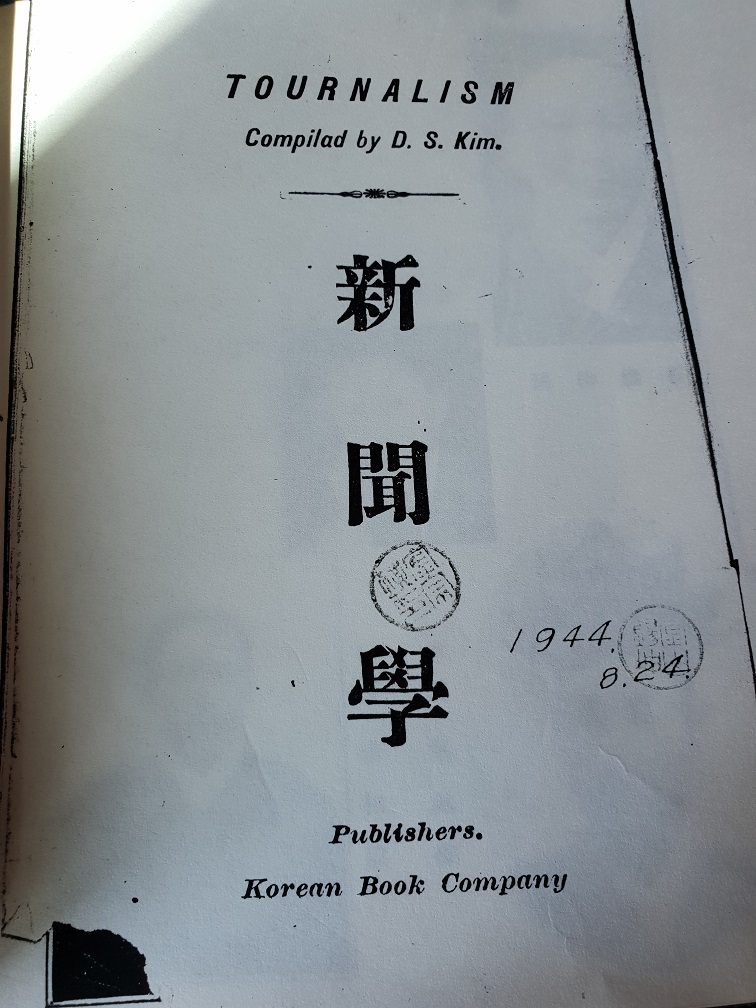 TOURNALISM
Compilad by D. S. Kim.
新
聞
學
1944.
8.24.
Publishers.
Korean Book Company